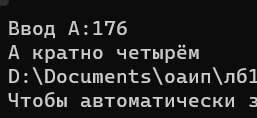 Ввод А:176
А кратно четырём
D:\Documents\оаип\лб1
Чтобы автоматически з